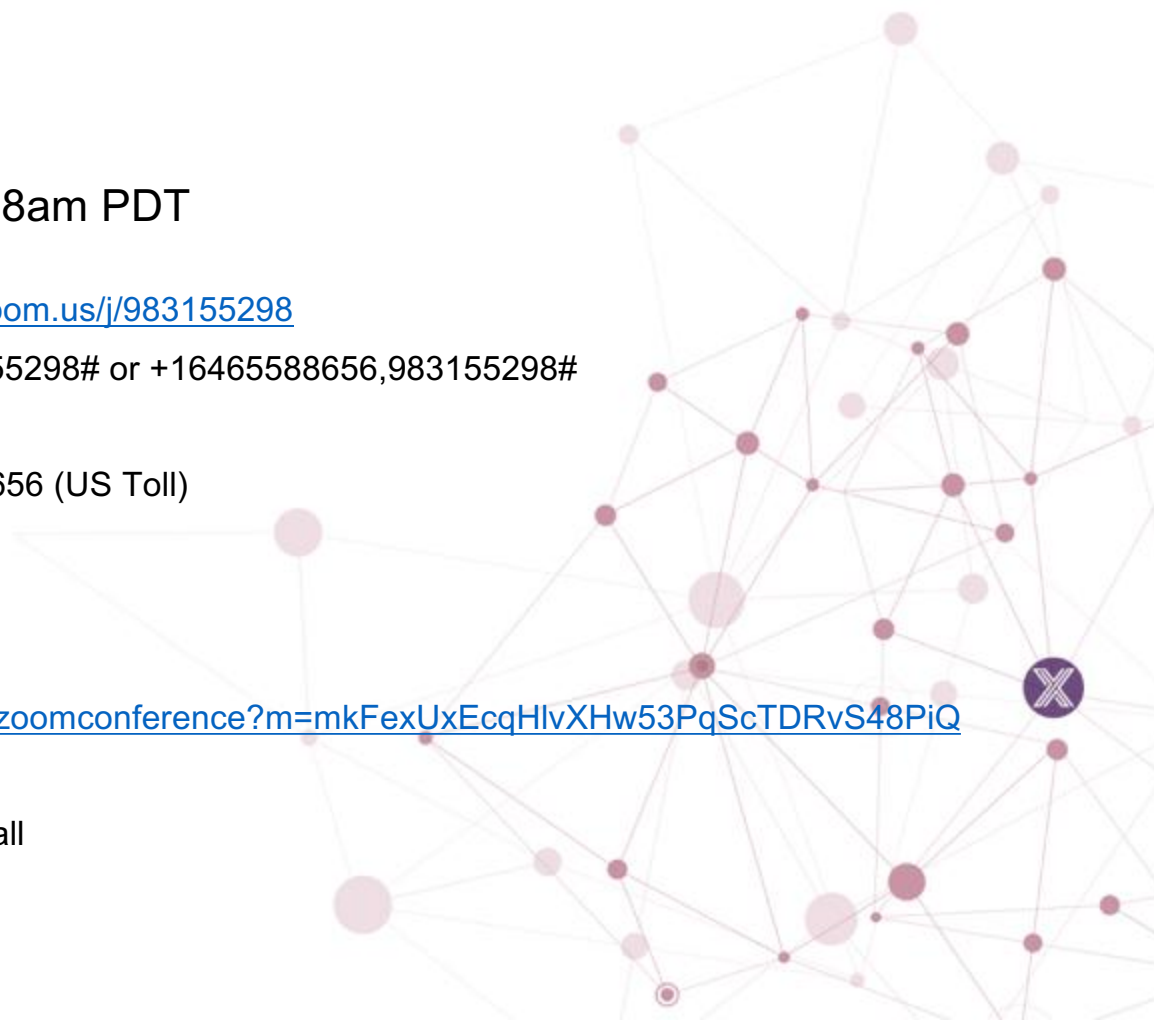 8am PDT
oom.us/j/983155298
55298# or +16465588656,983155298#
656 (US Toll)
zoomconference?m=mkFexUxEcqHlvXHw53PqScTDRvS48PiQ
all